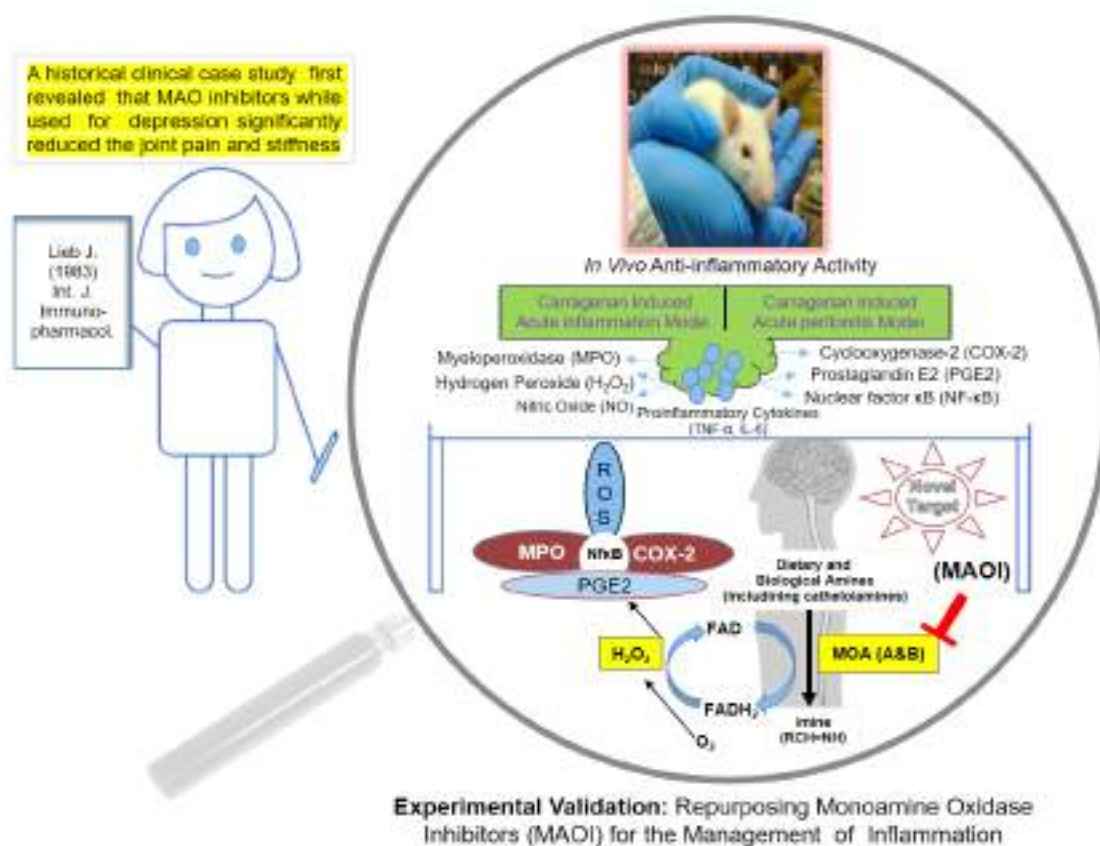 A historical clinical case study first
revealed that MAO inhibitors while
used for depression significantly
reduced the joint pain and stiffness
Lieb J.
(1983)
Int. J.
Immuno-
pharmacol.
In Vivo Anti-inflammatory Activity
Carragenan Induced
Acute inflammation Model
Carragenan Induced
Acute peritonitis Model
Myeloperoxidase (MPO)
Hydrogen Peroxide (H₂O₂)
Nitric Oxide (NO)
Cyclooxygenase-2 (COX-2)
Prostaglandin E2 (PGE2)
Nuclear factor κB (NF-κB)
Proinflammatory Cytokines
(TNF-α, IL-6)
ROS
MPO
NfκB
COX-2
PGE2
Novel
Target
(MAOI)
Dietary and
Biological Amines
(Includining cathelolamines)
FAD
H₂O₂
MOA (A&B)
FADH₂
O₂
Imine
(RCH=NH)
Experimental Validation: Repurposing Monoamine Oxidase
Inhibitors (MAOI) for the Management of Inflammation